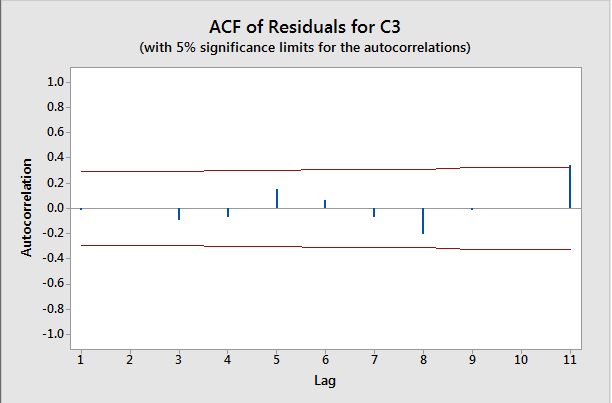 ACF of Residuals for C3
(with 5% significance limits for the autocorrelations)
1.0
0.8
0.6
0.4
0.2
0.0
-0.2
-0.4
-0.6
-0.8
-1.0
Autocorrelation
1 2 3 4 5 6 7 8 9 10 11
Lag